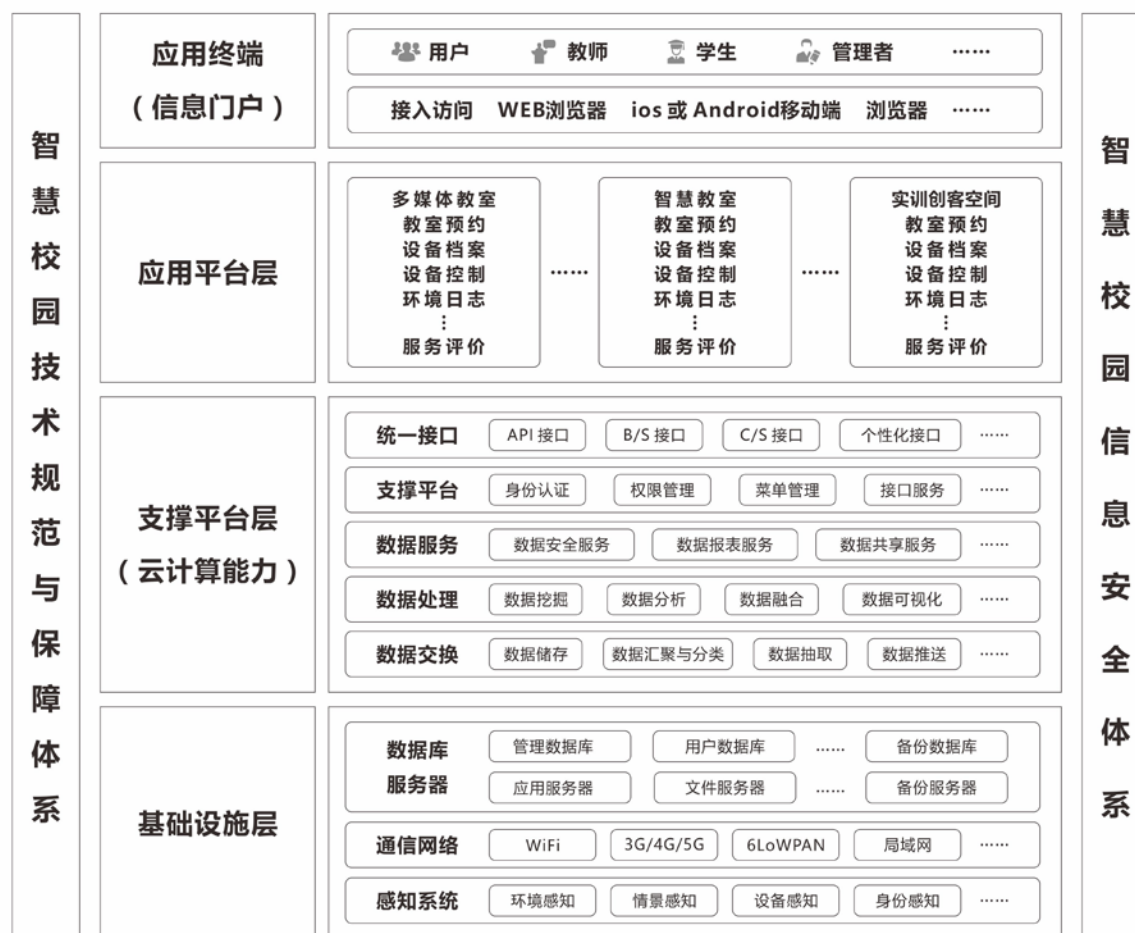 智慧校园技术规范与保障体系
应用终端
（信息门户）
用户 教师 学生 管理者 ······
接入访问 WEB浏览器 ios 或 Android移动端 浏览器 ······
应用平台层
多媒体教室
教室预约
设备档案
设备控制
环境日志
⋮
服务评价
······
智慧教室
教室预约
设备档案
设备控制
环境日志
⋮
服务评价
······
实训创客空间
教室预约
设备档案
设备控制
环境日志
⋮
服务评价
支撑平台层
（云计算能力）
统一接口 API 接口 B/S 接口 C/S 接口 个性化接口 ······
支撑平台 身份认证 权限管理 菜单管理 接口服务 ······
数据服务 数据安全服务 数据报表服务 数据共享服务 ······
数据处理 数据挖掘 数据分析 数据融合 数据可视化 ······
数据交换 数据储存 数据汇聚与分类 数据抽取 数据推送 ······
基础设施层
数据库 管理数据库 用户数据库 ······ 备份数据库
服务器 应用服务器 文件服务器 ······ 备份服务器
通信网络 WiFi 3G/4G/5G 6LoWPAN 局域网 ······
感知系统 环境感知 情景感知 设备感知 身份感知 ······
智慧校园信息安全体系